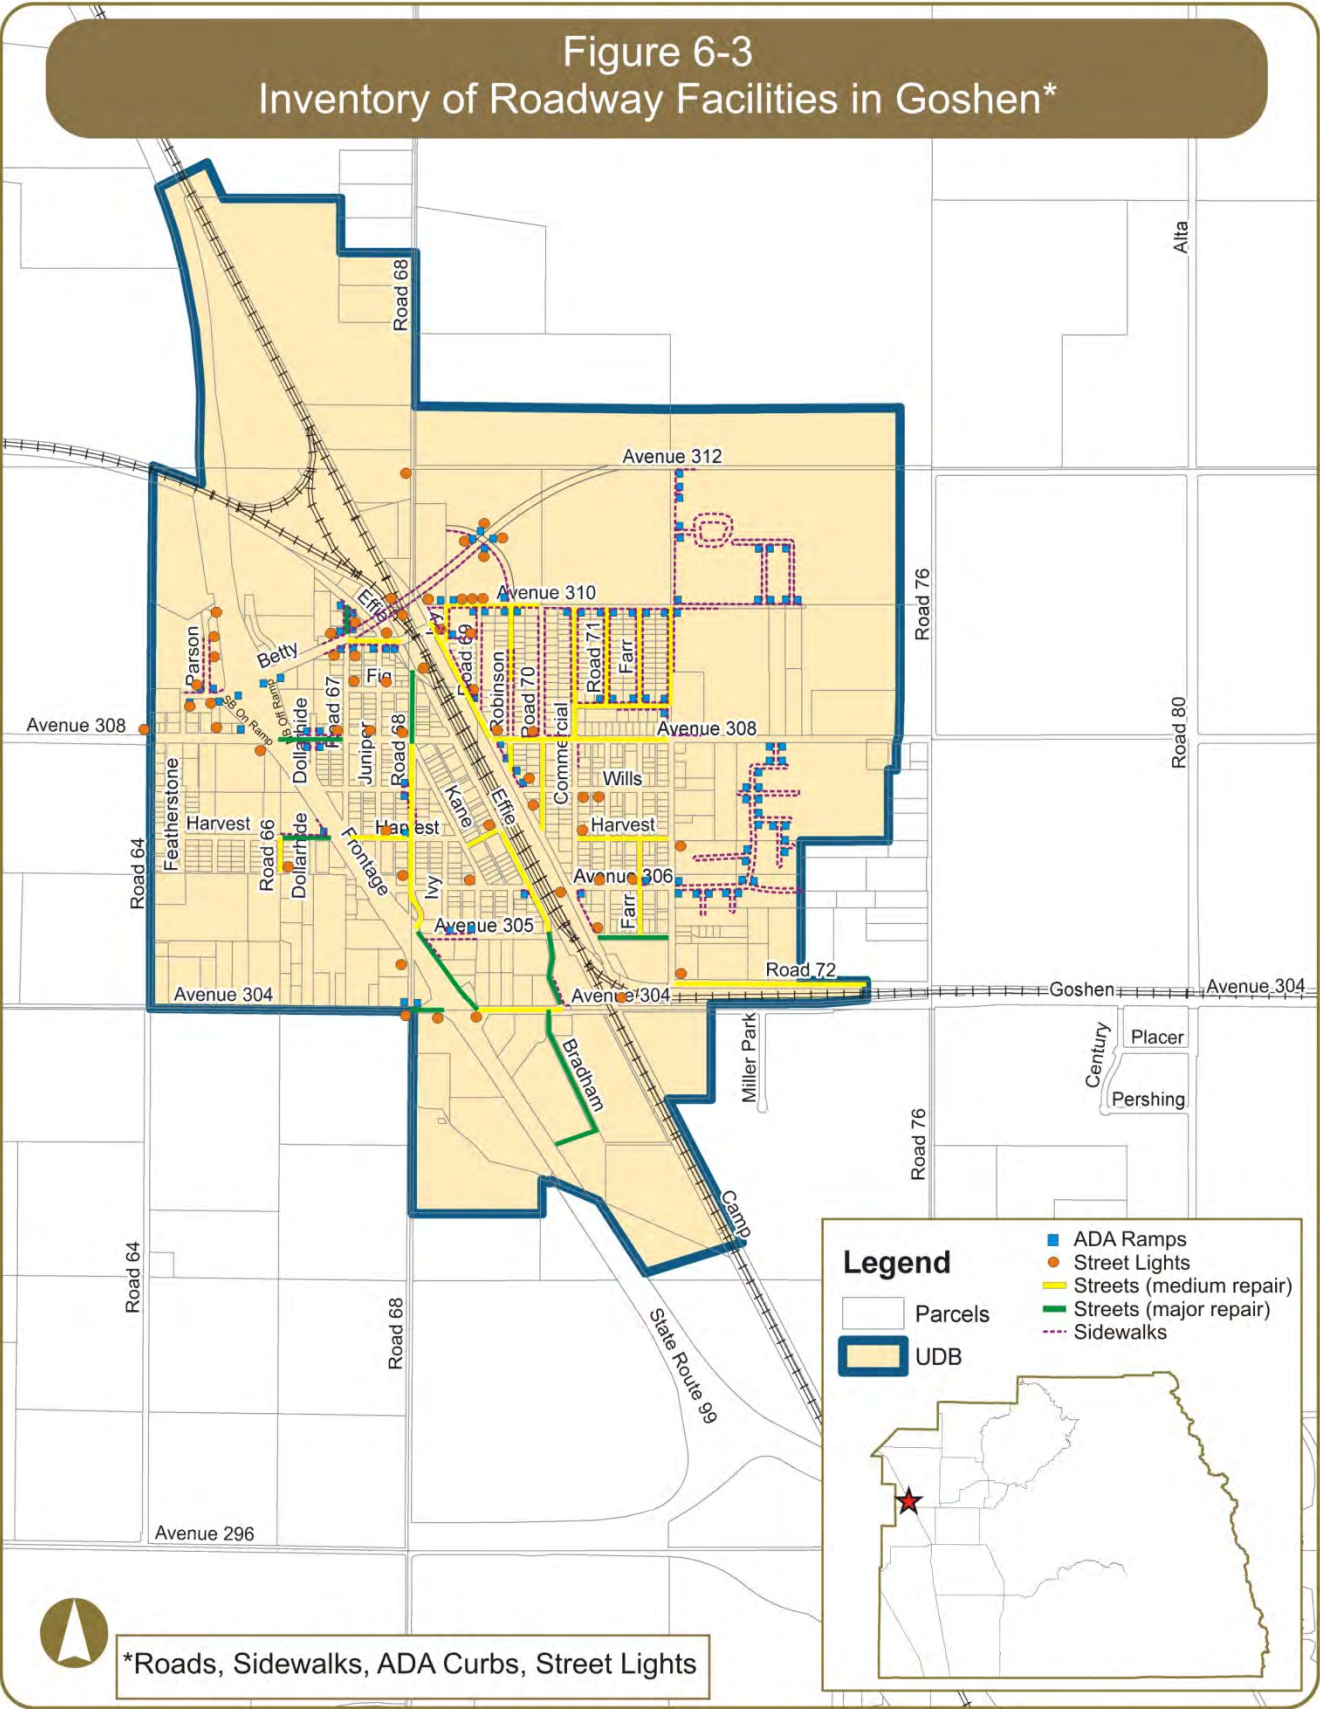 Figure 6-3
Inventory of Roadway Facilities in Goshen*
Alta
Road 68
Avenue 312
Road 76
Avenue 310
Effie
Ivy
Road 69
Road 71
Farr
Parson
Betty
Fig
Robinson
Road 70
Road 67
SB On Ramp
SB Off Ramp
Avenue 308
Dollarhide
Juniper
Road 68
Commercial
Avenue 308
Road 80
Featherstone
Kane
Effie
Wills
Harvest
Harvest
Harvest
Road 64
Road 66
Dollarhide
Frontage
Ivy
Avenue 306
Farr
Avenue 305
Road 72
Avenue 304
Avenue 304
Goshen
Avenue 304
Miller Park
Century
Placer
Pershing
Bradham
Road 76
Camp
Road 64
Road 68
State Route 99
Avenue 296
Legend
Parcels
UDB
ADA Ramps
Street Lights
Streets (medium repair)
Streets (major repair)
Sidewalks
*Roads, Sidewalks, ADA Curbs, Street Lights